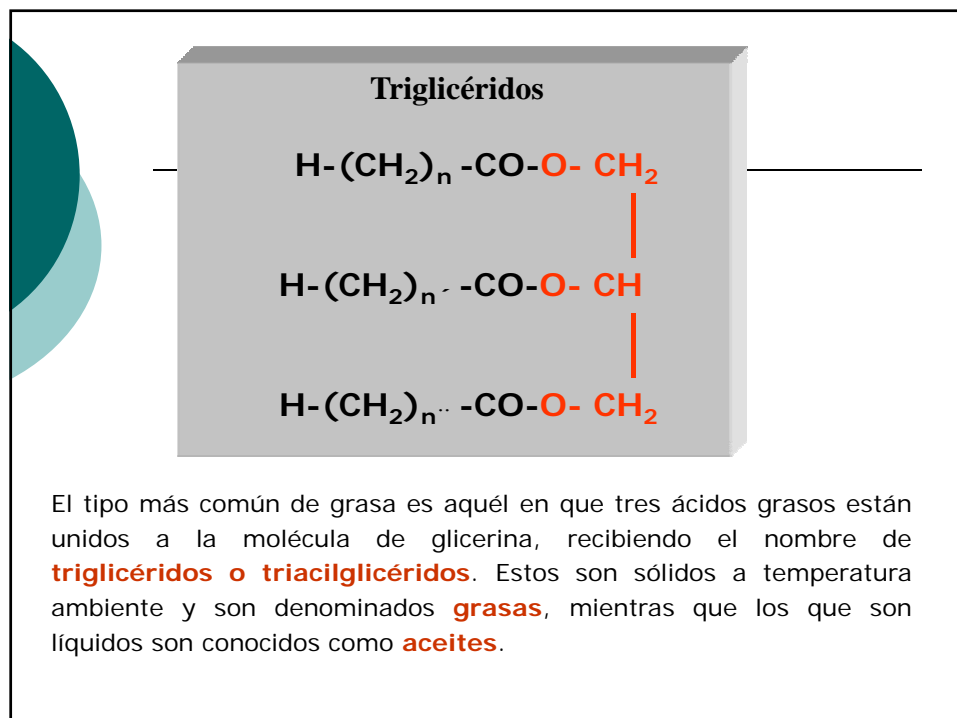 Triglicéridos
H-(CH₂)ₙ -CO-O- CH₂
H-(CH₂)ₙ´ -CO-O- CH
H-(CH₂)ₙ¨ -CO-O- CH₂
El tipo más común de grasa es aquél en que tres ácidos grasos están
unidos a la molécula de glicerina, recibiendo el nombre de
triglicéridos o triacilglicéridos. Estos son sólidos a temperatura
ambiente y son denominados grasas, mientras que los que son
líquidos son conocidos como aceites.